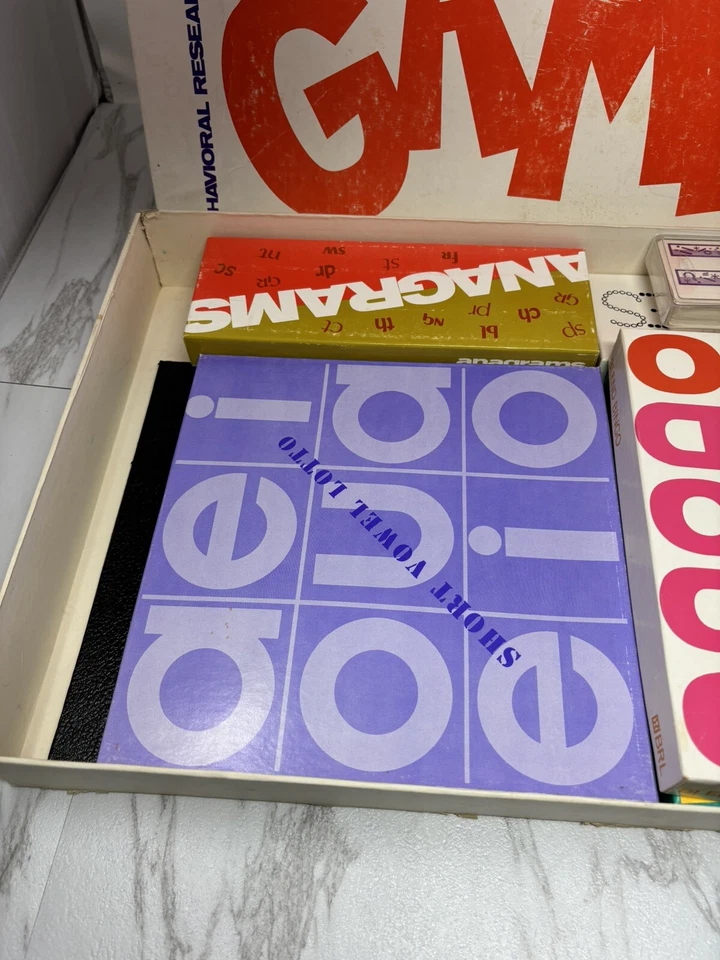 HAVIORAL RESEA
GAM
nt sw fr
sc GR dr st
ANAGRAMS
GR
sp ch pr ng bl th ct
anagrams
i a o
e u i
a o e
SHORT VOWEL LOTTO
BRL